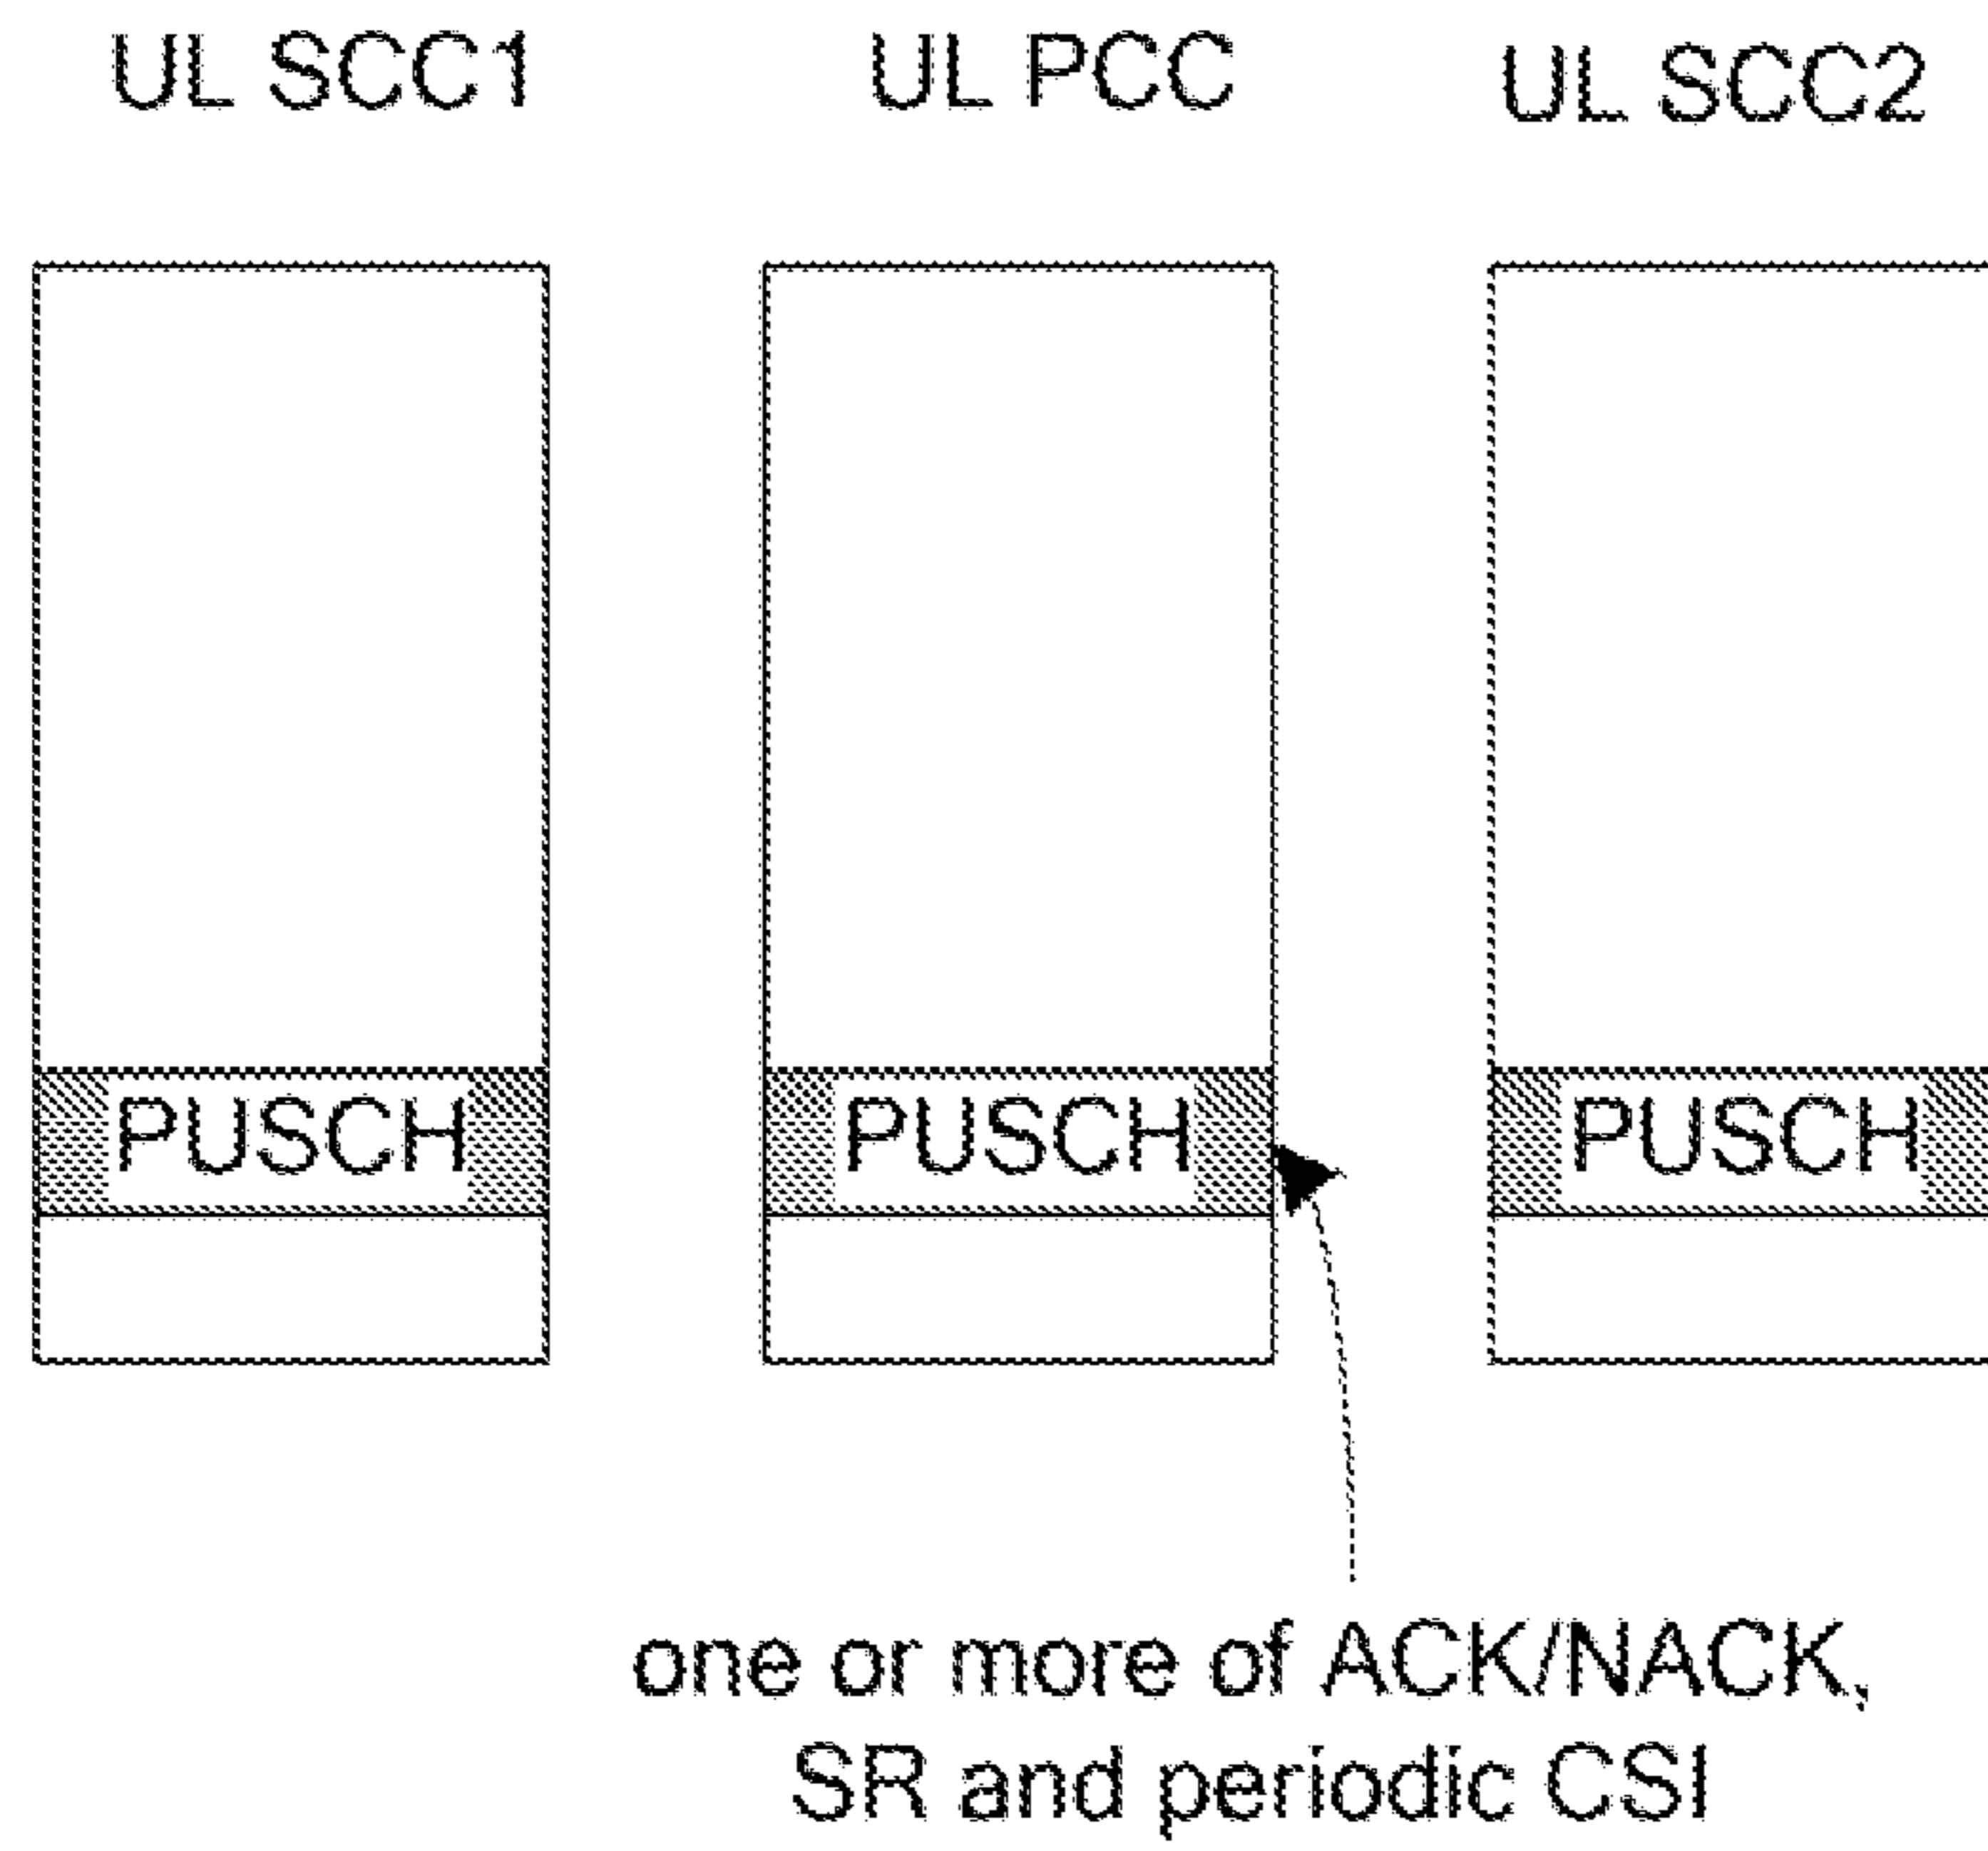 UL SCC1 UL PCC UL SCC2
PUSCH PUSCH PUSCH
one or more of ACK/NACK,
SR and periodic CSI